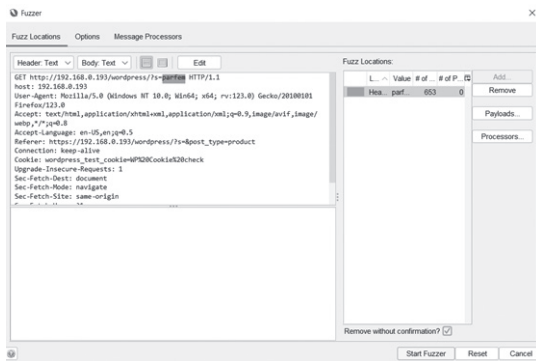 Fuzzer
Fuzz Locations Options Message Processors
Header: Text Body: Text Edit
GET http://192.168.0.193/wordpress/?s=parfem HTTP/1.1
host: 192.168.0.193
User-Agent: Mozilla/5.0 (Windows NT 10.0; Win64; x64; rv:123.0) Gecko/20100101
Firefox/123.0
Accept: text/html,application/xhtml+xml,application/xml;q=0.9,image/avif,image/
webp,*/*;q=0.8
Accept-Language: en-US,en;q=0.5
Referer: https://192.168.0.193/wordpress/?s=&post_type=product
Connection: keep-alive
Cookie: wordpress_test_cookie=WP%20Cookie%20check
Upgrade-Insecure-Requests: 1
Sec-Fetch-Dest: document
Sec-Fetch-Mode: navigate
Sec-Fetch-Site: same-origin
Fuzz Locations:
L... Value # of ... # of P...
Hea... parf... 653 0
Add...
Remove
Payloads...
Processors...
Remove without confirmation?
Start Fuzzer Reset Cancel